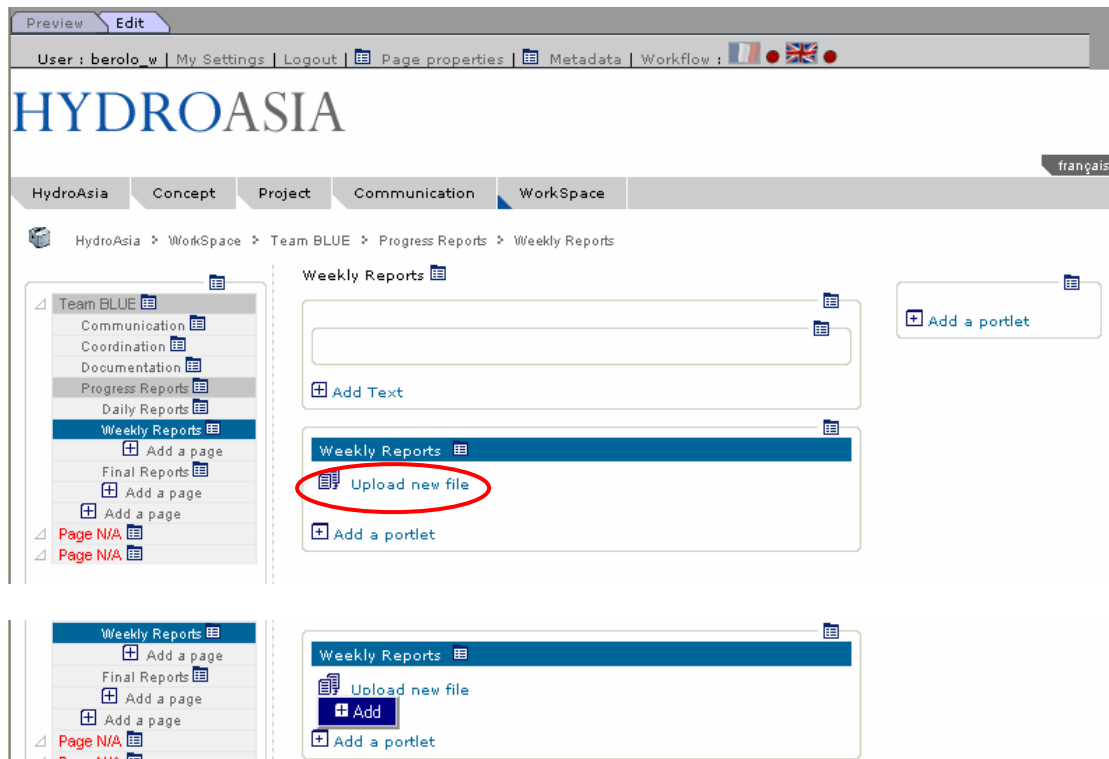 Preview Edit
User : berolo_w | My Settings | Logout | Page properties | Metadata | Workflow :
HYDROASIA
français
HydroAsia Concept Project Communication WorkSpace
HydroAsia > WorkSpace > Team BLUE > Progress Reports > Weekly Reports
Team BLUE
Communication
Coordination
Documentation
Progress Reports
Daily Reports
Weekly Reports
Add a page
Final Reports
Add a page
Add a page
Page N/A
Page N/A
Weekly Reports
Add Text
Weekly Reports
Upload new file
Add a portlet
Add a portlet
Weekly Reports
Add a page
Final Reports
Add a page
Add a page
Page N/A
Weekly Reports
Upload new file
Add
Add a portlet